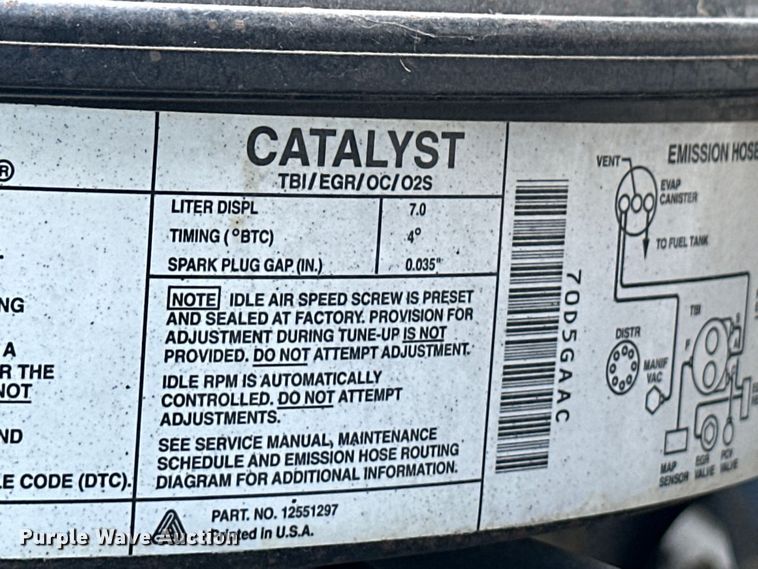 ®
NG
A
R THE
NOT
ND
E CODE (DTC).
CATALYST
TBI/EGR/OC/O2S
LITER DISPL 7.0
TIMING (°BTC) 4°
SPARK PLUG GAP (IN.) 0.035"
NOTE IDLE AIR SPEED SCREW IS PRESET
AND SEALED AT FACTORY. PROVISION FOR
ADJUSTMENT DURING TUNE-UP IS NOT
PROVIDED. DO NOT ATTEMPT ADJUSTMENT.
IDLE RPM IS AUTOMATICALLY
CONTROLLED. DO NOT ATTEMPT
ADJUSTMENTS.
SEE SERVICE MANUAL, MAINTENANCE
SCHEDULE AND EMISSION HOSE ROUTING
DIAGRAM FOR ADDITIONAL INFORMATION.
PART. NO. 12551297
Printed in U.S.A.
7OD5GAAC
EMISSION HOSE
VENT
EVAP
CANISTER
TO FUEL TANK
TBI
DISTR
MANIF
VAC
F
MAP
SENSOR
EGR
VALVE
PCV
VALVE
Purple Wave Auction